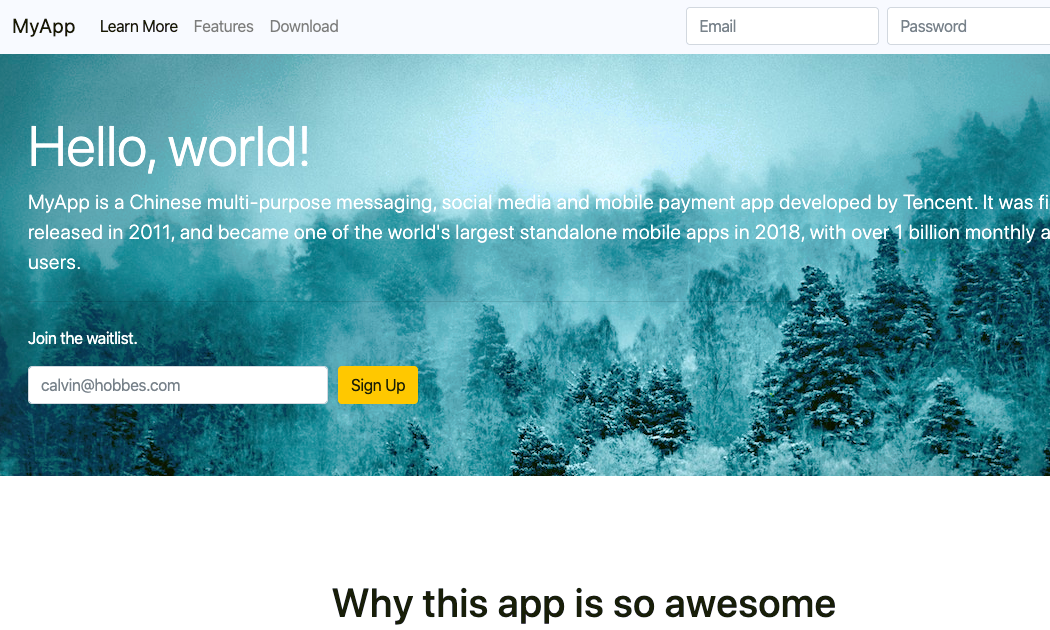 MyApp Learn More Features Download Email Password
Hello, world!
MyApp is a Chinese multi-purpose messaging, social media and mobile payment app developed by Tencent. It was
released in 2011, and became one of the world's largest standalone mobile apps in 2018, with over 1 billion monthly
users.
Join the waitlist.
calvin@hobbes.com Sign Up
Why this app is so awesome